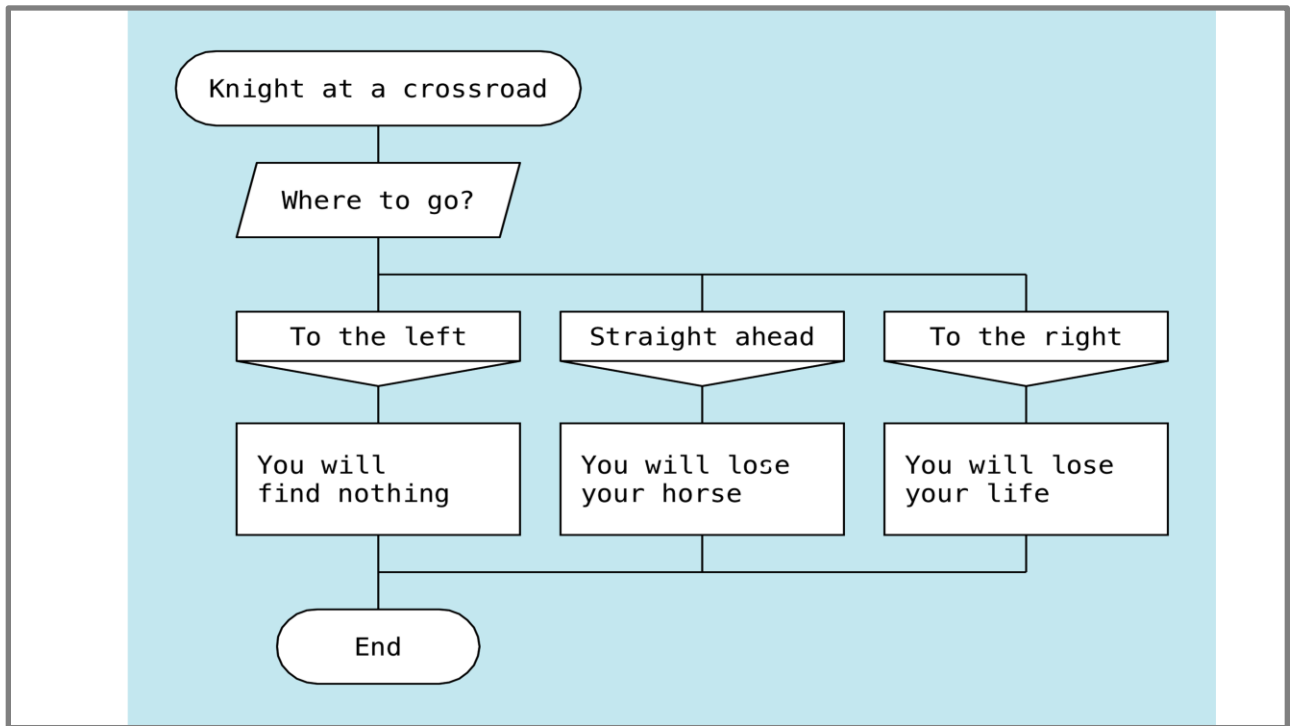 Knight at a crossroad
Where to go?
To the left
Straight ahead
To the right
You will
find nothing
You will lose
your horse
You will lose
your life
End